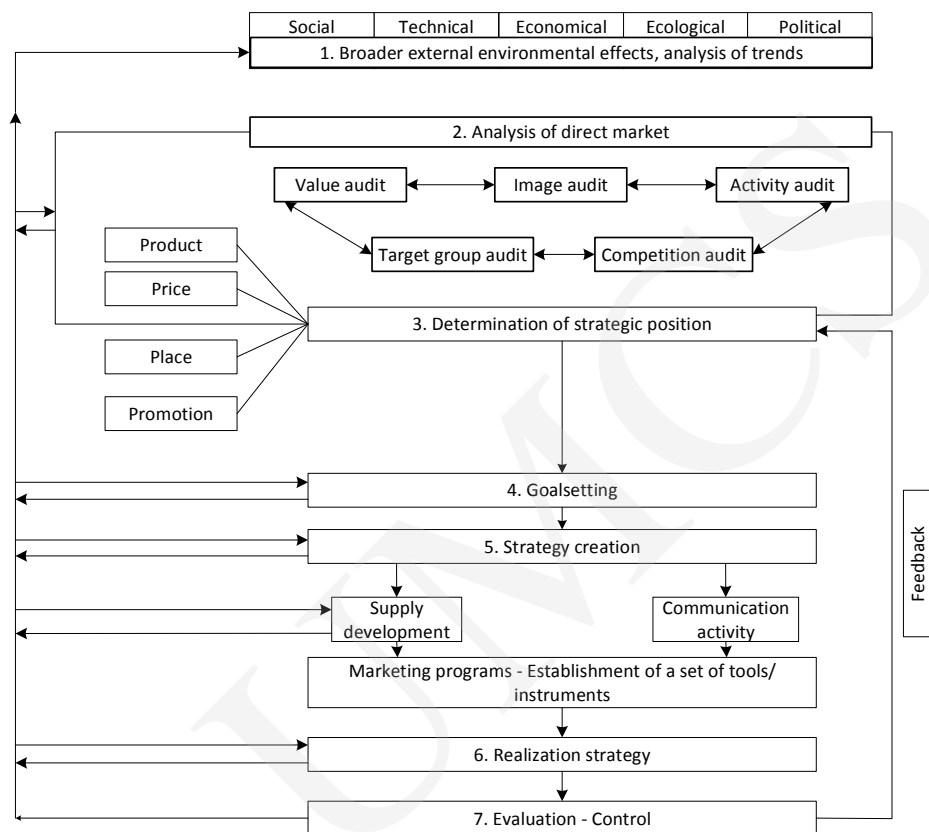 Social Technical Economical Ecological Political
1. Broader external environmental effects, analysis of trends
2. Analysis of direct market
Value audit Image audit Activity audit
Target group audit Competition audit
Product
Price
3. Determination of strategic position
Place
Promotion
4. Goalsetting
5. Strategy creation
Feedback
Supply
development
Communication
activity
Marketing programs - Establishment of a set of tools/
instruments
6. Realization strategy
7. Evaluation - Control
UMCS